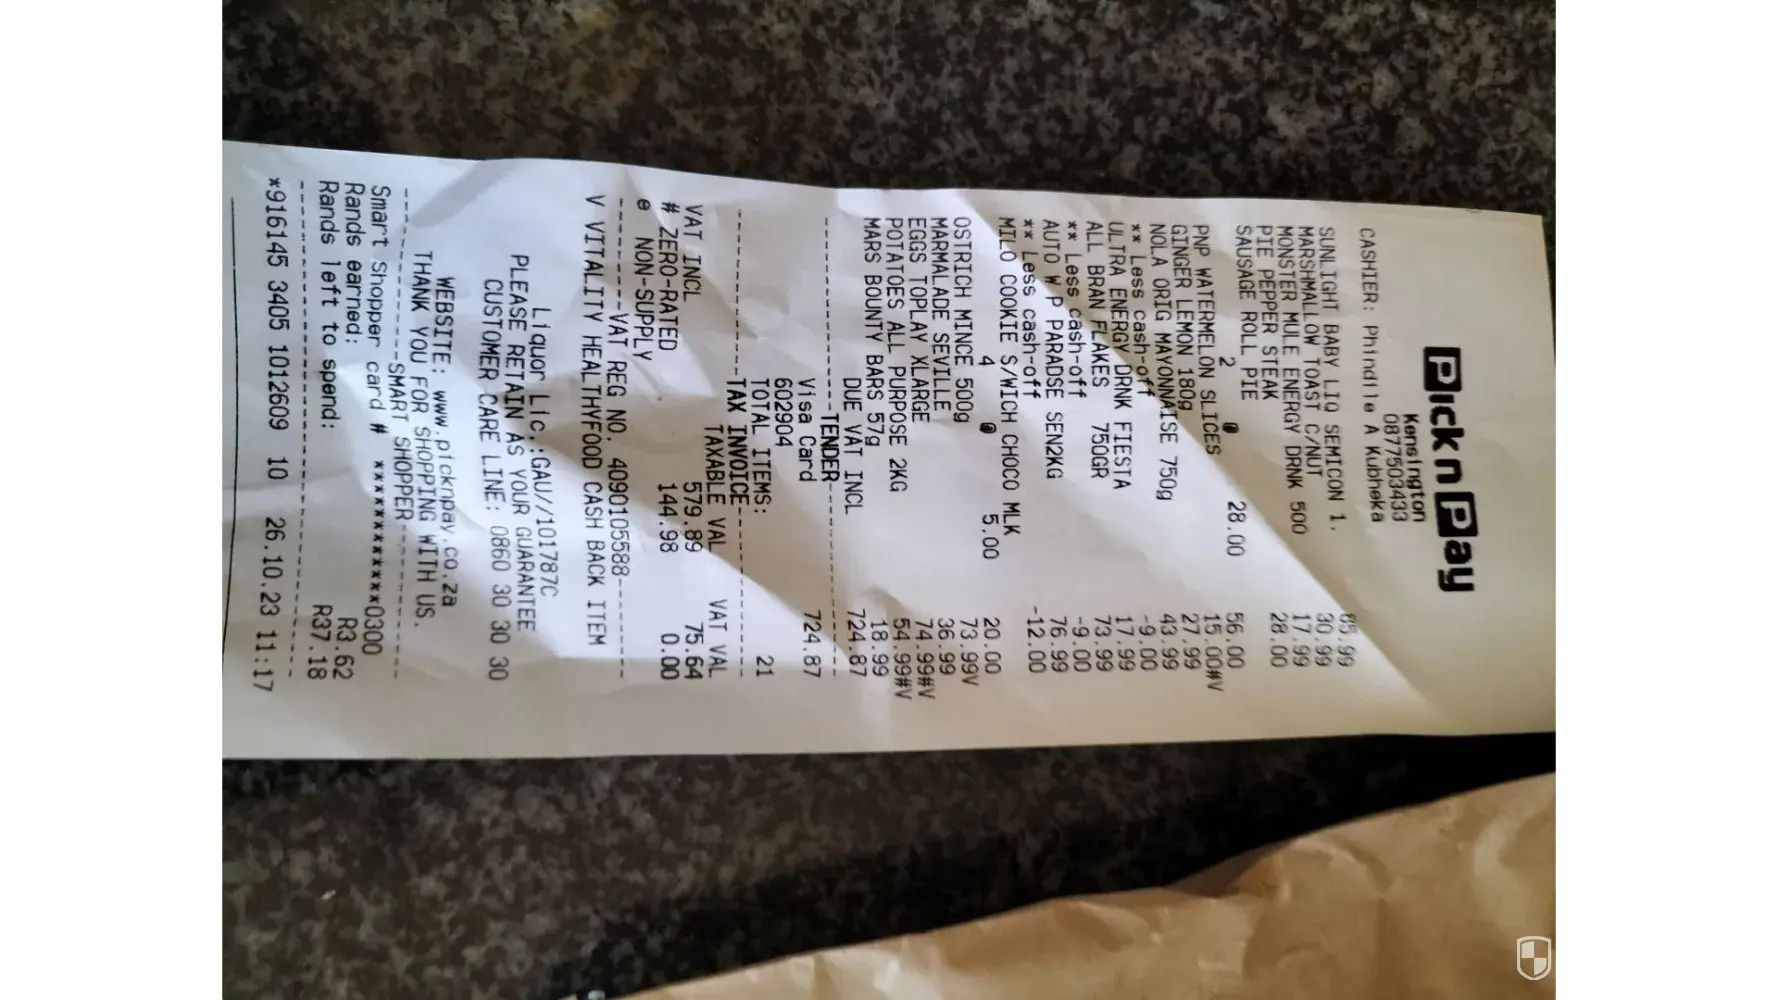 Pick n Pay
Kensington
0877503433
CASHIER: Phindile A Kubheka
SUNLIGHT BABY LIQ SEMICON 1. 85.99
MARSHMALLOW TOAST C/NUT 30.99
MONSTER MULE ENERGY DRNK 500 17.99
PIE PEPPER STEAK 28.00
SAUSAGE ROLL PIE
2 @ 28.00 56.00
PNP WATERMELON SLICES 15.00#V
GINGER LEMON 180g 27.99
NOLA ORIG MAYONNAISE 750g 43.99
** Less cash-off -9.00
ULTRA ENERGY DRNK FIESTA 17.99
ALL BRAN FLAKES 750GR 73.99
** Less cash-off -9.00
AUTO W P PARADSE SEN2KG 76.99
** Less cash-off -12.00
MILO COOKIE S/WICH CHOCO MLK
4 @ 5.00 20.00
OSTRICH MINCE 500g 73.99V
MARMALADE SEVILLE 36.99
EGGS TOPLAY XLARGE 74.99#V
POTATOES ALL PURPOSE 2KG 54.99#V
MARS BOUNTY BARS 57g 18.99
DUE VAT INCL 724.87
---------------TENDER---------------
Visa Card 724.87
602904
TOTAL ITEMS: 21
-------------TAX INVOICE-------------
TAXABLE VAL VAT VAL
VAT INCL 579.89 75.64
# ZERO-RATED 144.98 0.00
e NON-SUPPLY
--------VAT REG NO. 4090105588--------
V VITALITY HEALTHYFOOD CASH BACK ITEM
Liquor Lic.:GAU//101787C
PLEASE RETAIN AS YOUR GUARANTEE
CUSTOMER CARE LINE: 0860 30 30 30
WEBSITE: www.picknpay.co.za
THANK YOU FOR SHOPPING WITH US.
-------------SMART SHOPPER-------------
Smart Shopper card # ************0300
Rands earned: R3.62
Rands left to spend: R37.18
*916145 3405 1012609 10 26.10.23 11:17